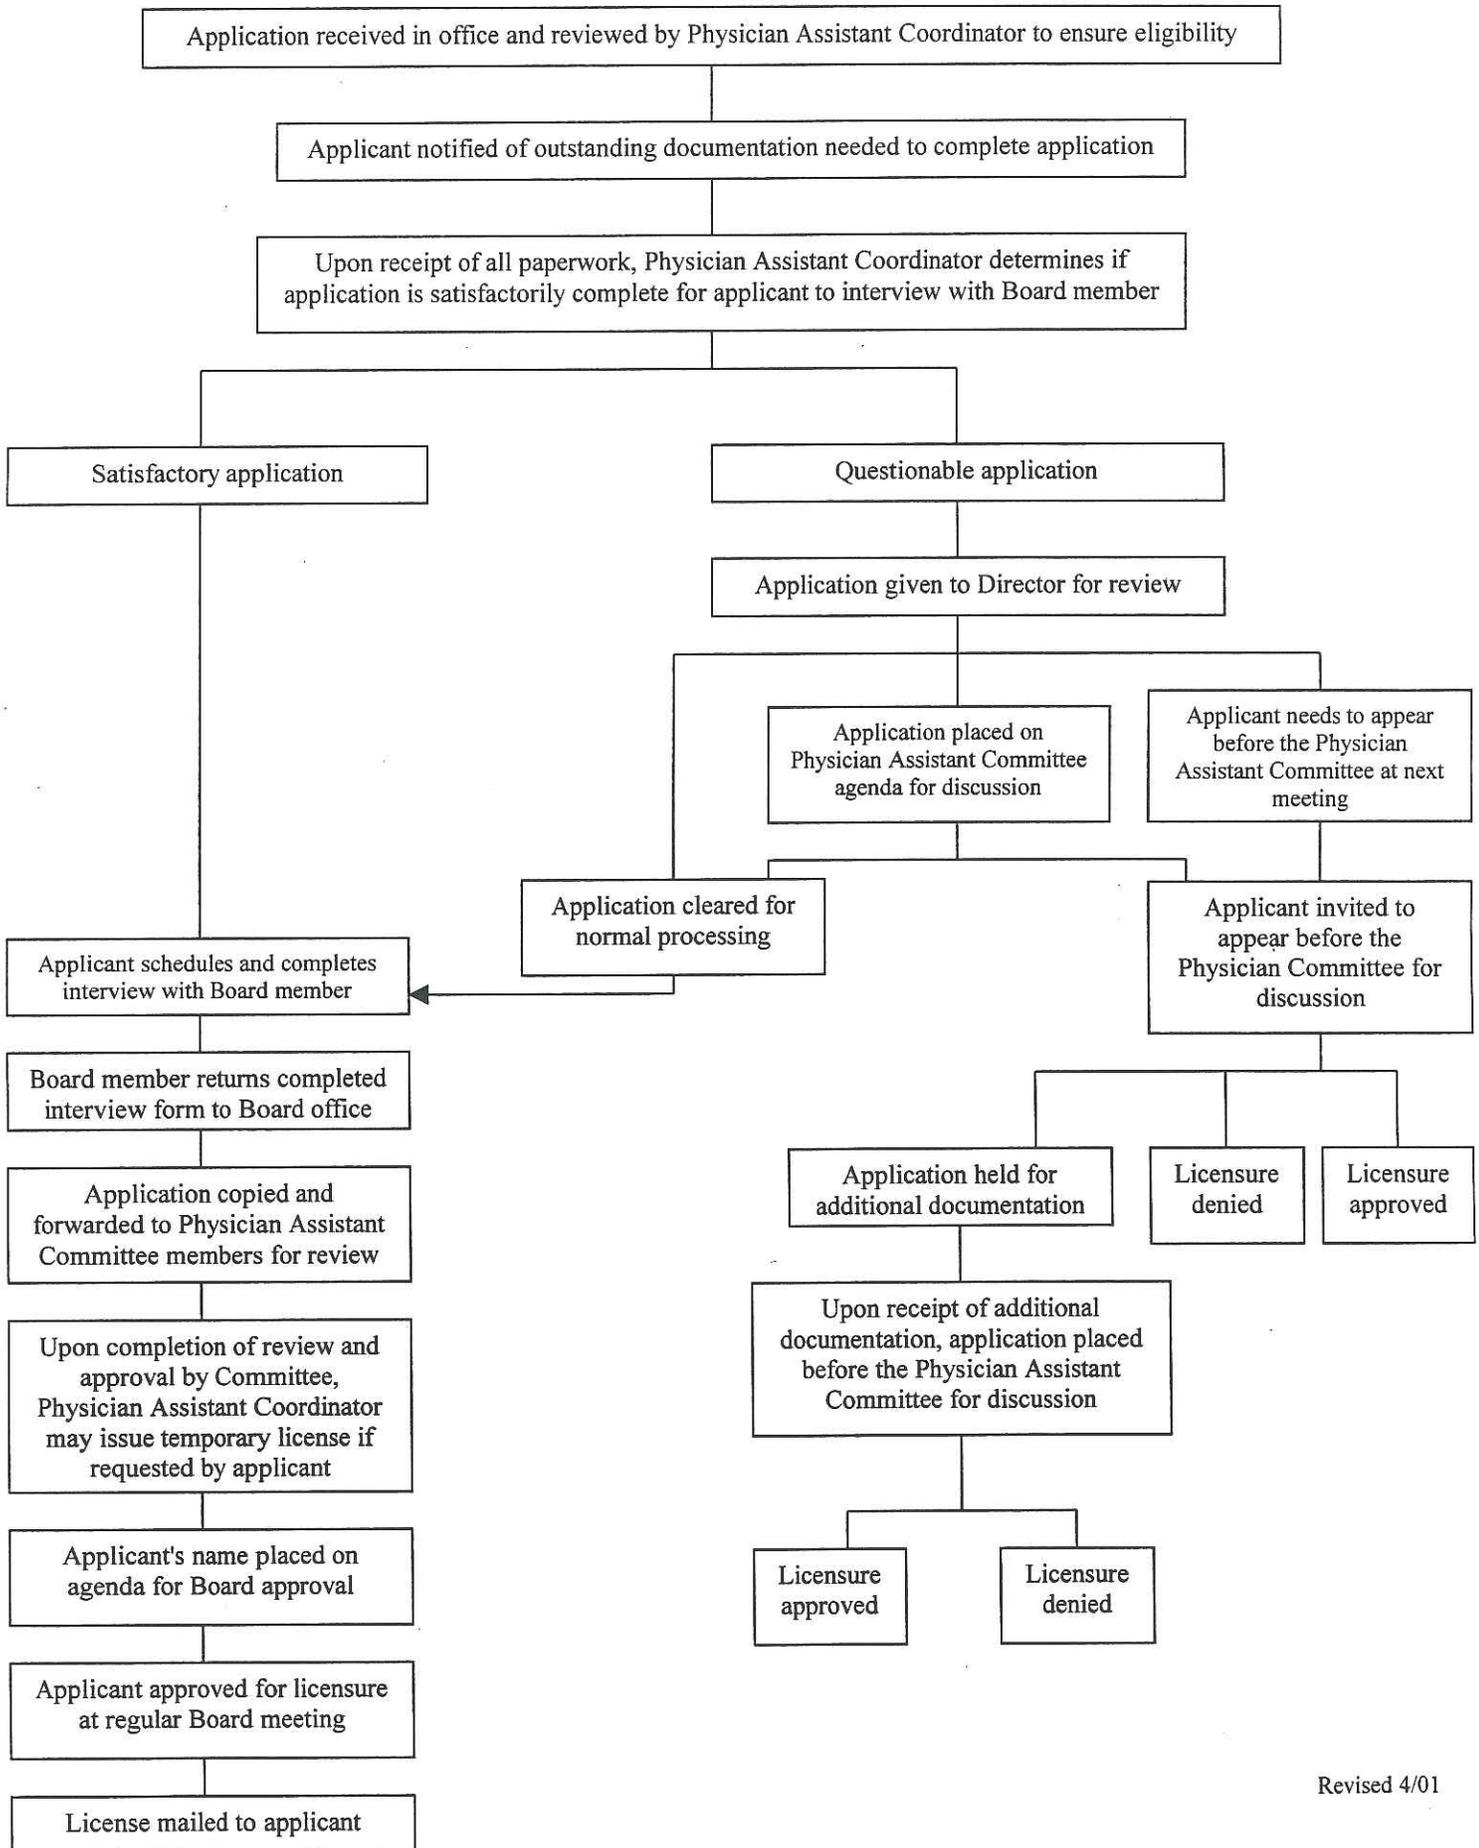 Application received in office and reviewed by Physician Assistant Coordinator to ensure eligibility
Applicant notified of outstanding documentation needed to complete application
Upon receipt of all paperwork, Physician Assistant Coordinator determines if
application is satisfactorily complete for applicant to interview with Board member
Satisfactory application
Questionable application
Application given to Director for review
Application placed on
Physician Assistant Committee
agenda for discussion
Applicant needs to appear
before the Physician
Assistant Committee at next
meeting
Application cleared for
normal processing
Applicant invited to
appear before the
Physician Committee for
discussion
Applicant schedules and completes
interview with Board member
Board member returns completed
interview form to Board office
Application copied and
forwarded to Physician Assistant
Committee members for review
Upon completion of review and
approval by Committee,
Physician Assistant Coordinator
may issue temporary license if
requested by applicant
Applicant's name placed on
agenda for Board approval
Applicant approved for licensure
at regular Board meeting
License mailed to applicant
Application held for
additional documentation
Licensure
denied
Licensure
approved
Upon receipt of additional
documentation, application placed
before the Physician Assistant
Committee for discussion
Licensure
approved
Licensure
denied
Revised 4/01